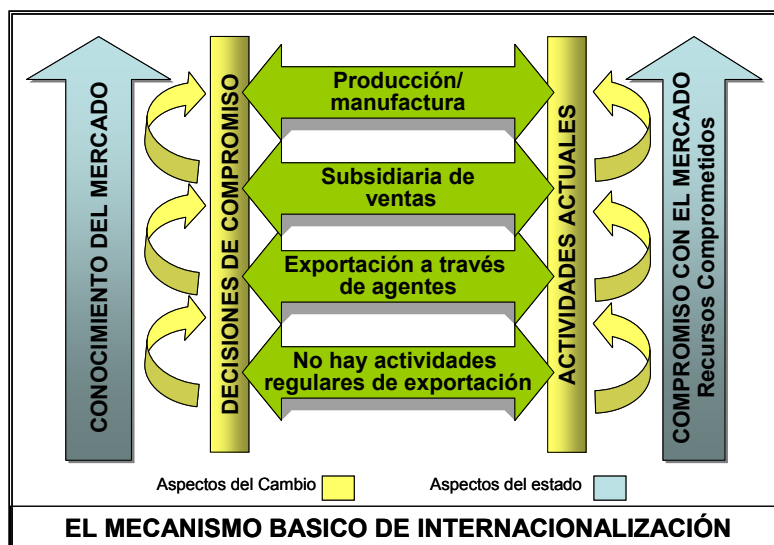 CONOCIMIENTO DEL MERCADO
DECISIONES DE COMPROMISO
Producción/
manufactura
Subsidiaria de
ventas
Exportación a través
de agentes
No hay actividades
regulares de exportación
ACTIVIDADES ACTUALES
COMPROMISO CON EL MERCADO
Recursos Comprometidos
Aspectos del Cambio
Aspectos del estado
EL MECANISMO BASICO DE INTERNACIONALIZACIÓN